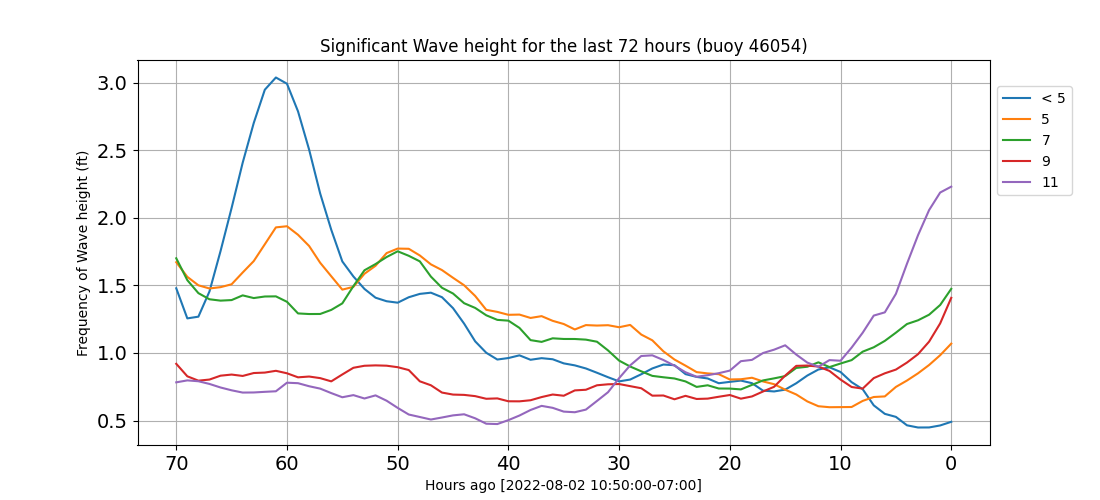 Significant Wave height for the last 72 hours (buoy 46054)
Frequency of Wave height (ft)
3.0
2.5
2.0
1.5
1.0
0.5
70 60 50 40 30 20 10 0
Hours ago [2022-08-02 10:50:00-07:00]
< 5
5
7
9
11